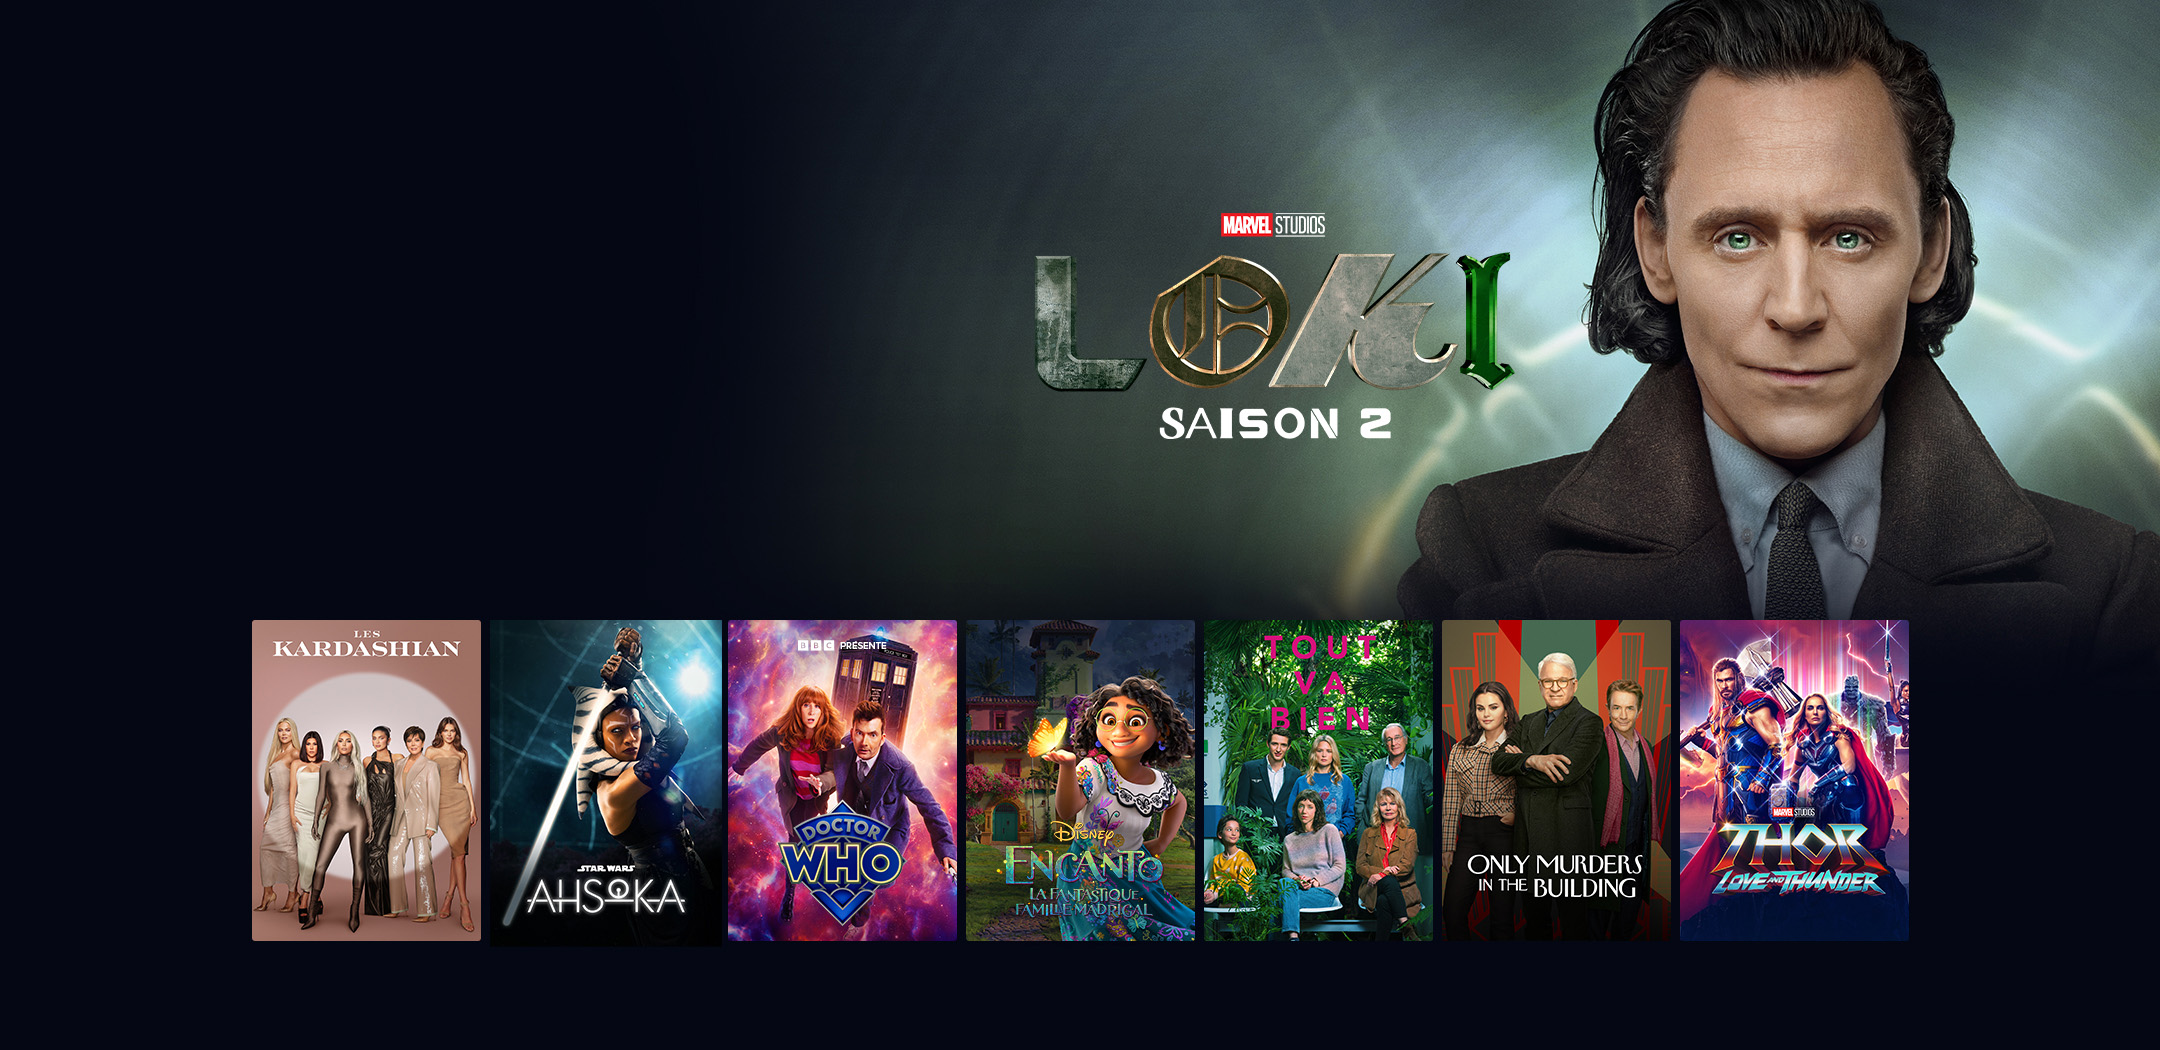 MARVEL STUDIOS
LOKI
SAISON 2
LES
KARDASHIAN
STAR WARS
AHSOKA
BBC PRÉSENTE
DOCTOR
WHO
DISNEY
ENCANTO
LA FANTASTIQUE
FAMILLE MADRIGAL
TOUT
VA
BIEN
ONLY MURDERS
IN THE BUILDING
MARVEL STUDIOS
THOR
LOVE AND THUNDER